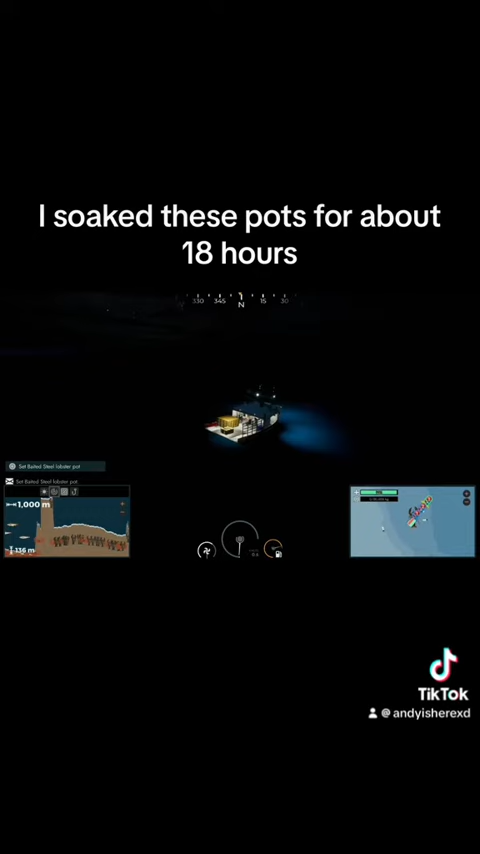 I soaked these pots for about
18 hours
330 345 N 15 30
Set Baited Steel lobster pot
Set Baited Steel lobster pot
1,000 m
136 m
TikTok
@ andyisherexd